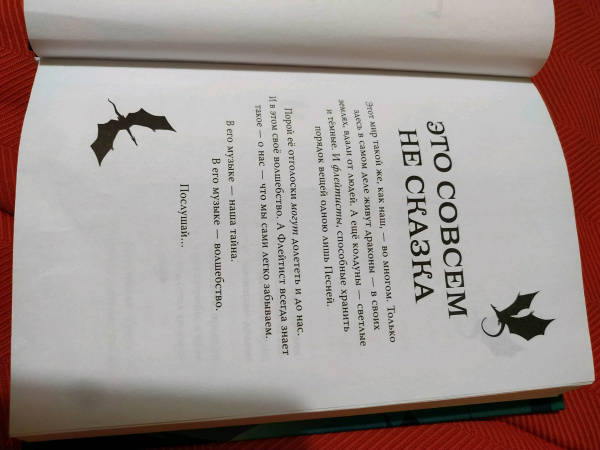 ЭТО СОВСЕМ
НЕ СКАЗКА
Этот мир такой же, как наш, — во многом. Только
здесь в самом деле живут драконы — в своих
землях, вдали от людей. А ещё колдуны — светлые
и тёмные. И флейтисты, способные хранить
порядок вещей одною лишь Песней.
Порой её отголоски могут долететь и до нас.
И в этом своё волшебство. А Флейтист всегда знает
такое — о нас — что мы сами легко забываем.
В его музыке — наша тайна.
В его музыке — волшебство.
Послушай...